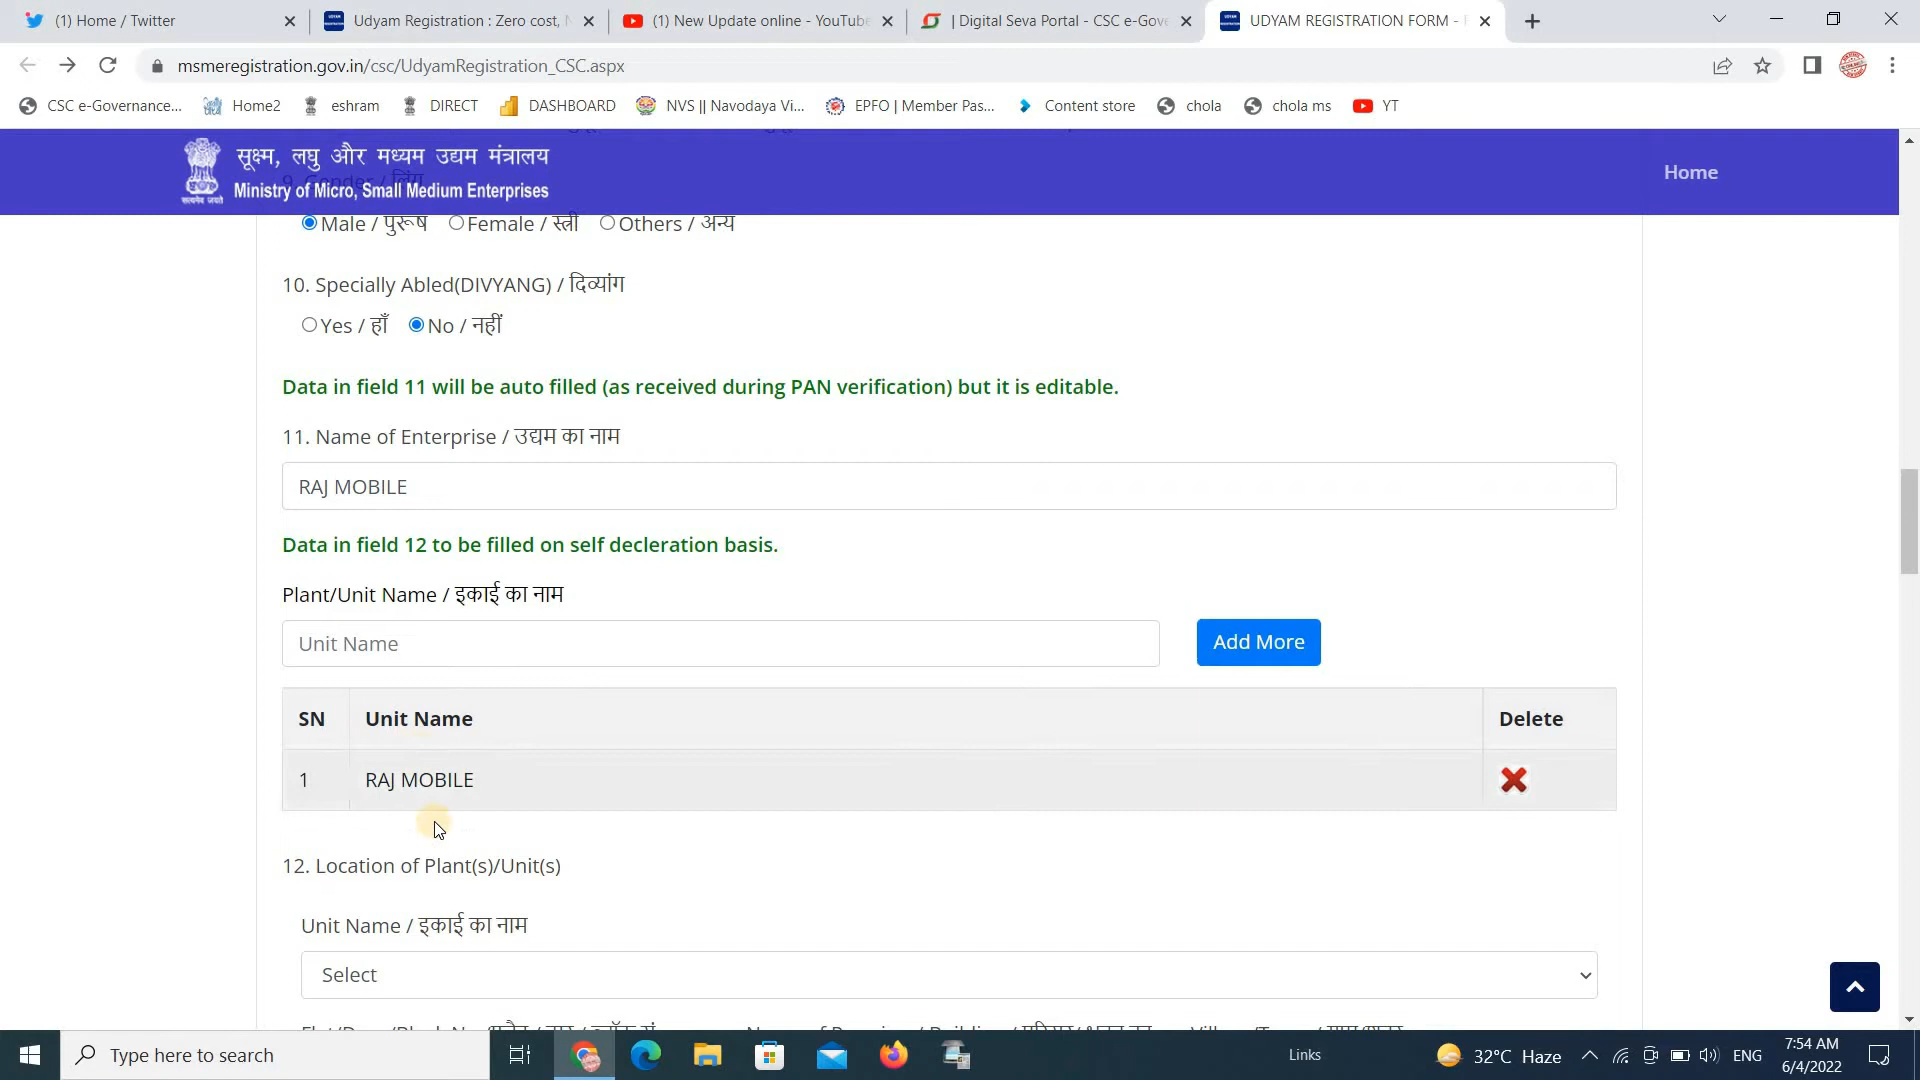 (1) Home / Twitter
Udyam Registration : Zero cost,
(1) New Update online - YouTube
| Digital Seva Portal - CSC e-Gove
UDYAM REGISTRATION FORM -
msmeregistration.gov.in/csc/UdyamRegistration_CSC.aspx
CSC e-Governance...
Home2
eshram
DIRECT
DASHBOARD
NVS || Navodaya Vi...
EPFO | Member Pas...
Content store
chola
chola ms
YT
सूक्ष्म, लघु और मध्यम उद्यम मंत्रालय
Ministry of Micro, Small Medium Enterprises
Home
9. Gender / लिंग
Male / पुरूष Female / स्त्री Others / अन्य
10. Specially Abled(DIVYANG) / दिव्यांग
Yes / हाँ No / नहीं
Data in field 11 will be auto filled (as received during PAN verification) but it is editable.
11. Name of Enterprise / उद्यम का नाम
RAJ MOBILE
Data in field 12 to be filled on self decleration basis.
Plant/Unit Name / इकाई का नाम
Unit Name
Add More
SN Unit Name Delete
1 RAJ MOBILE
12. Location of Plant(s)/Unit(s)
Unit Name / इकाई का नाम
Select
Type here to search
Links
32°C Haze
ENG
7:54 AM
6/4/2022